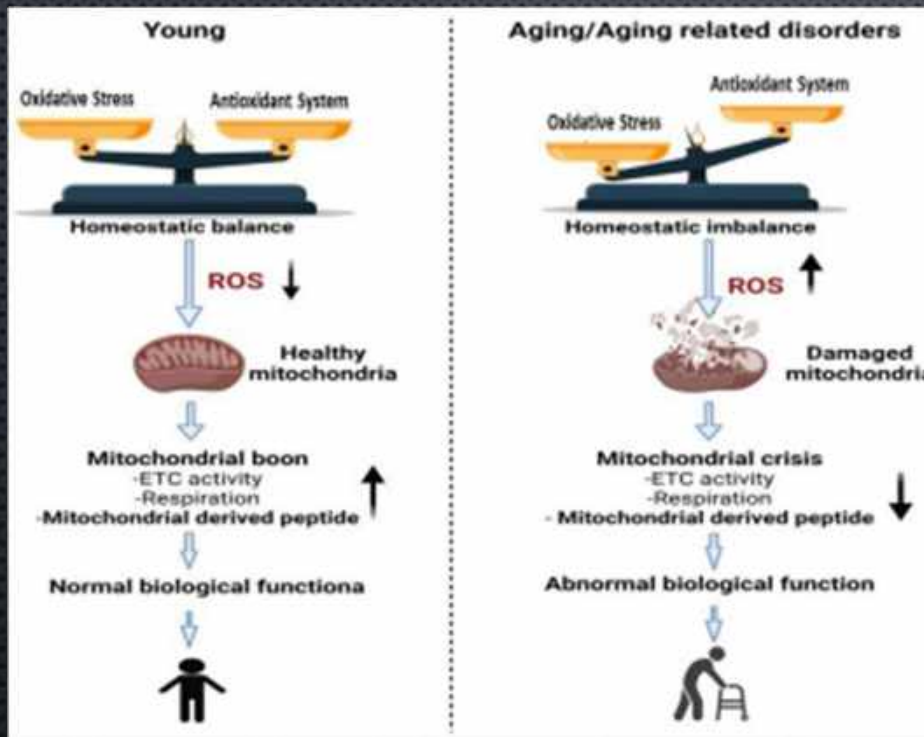 Young
Oxidative Stress
Antioxidant System
Homeostatic balance
ROS
Healthy
mitochondria
Mitochondrial boon
-ETC activity
-Respiration
-Mitochondrial derived peptide
Normal biological functiona
Aging/Aging related disorders
Antioxidant System
Oxidative Stress
Homeostatic imbalance
ROS
Damaged
mitochondria
Mitochondrial crisis
-ETC activity
-Respiration
- Mitochondrial derived peptide
Abnormal biological function